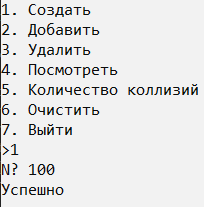 1. Создать
2. Добавить
3. Удалить
4. Посмотреть
5. Количество коллизий
6. Очистить
7. Выйти
>1
N? 100
Успешно